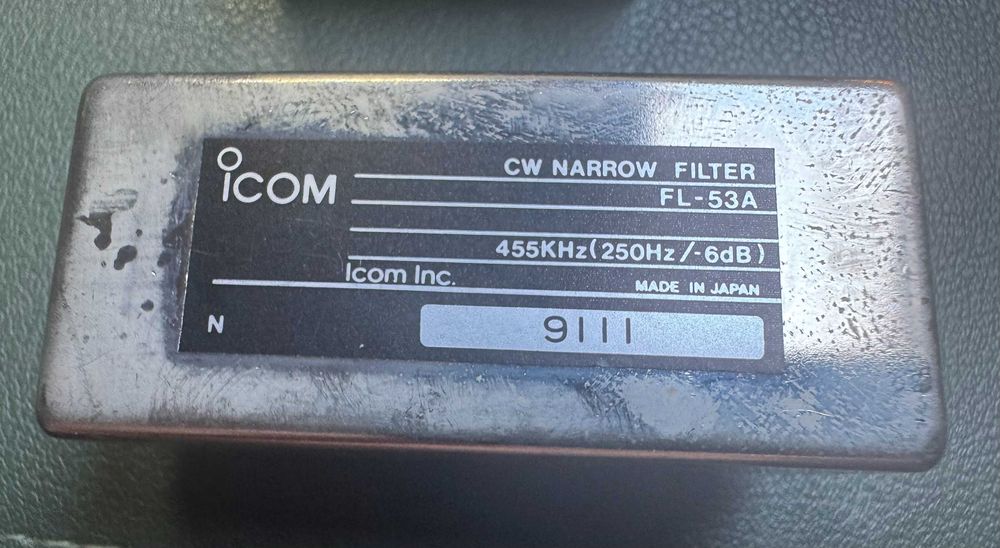 ICOM
CW NARROW FILTER
FL-53A
455KHz(250Hz/-6dB)
Icom Inc.
MADE IN JAPAN
N
9111